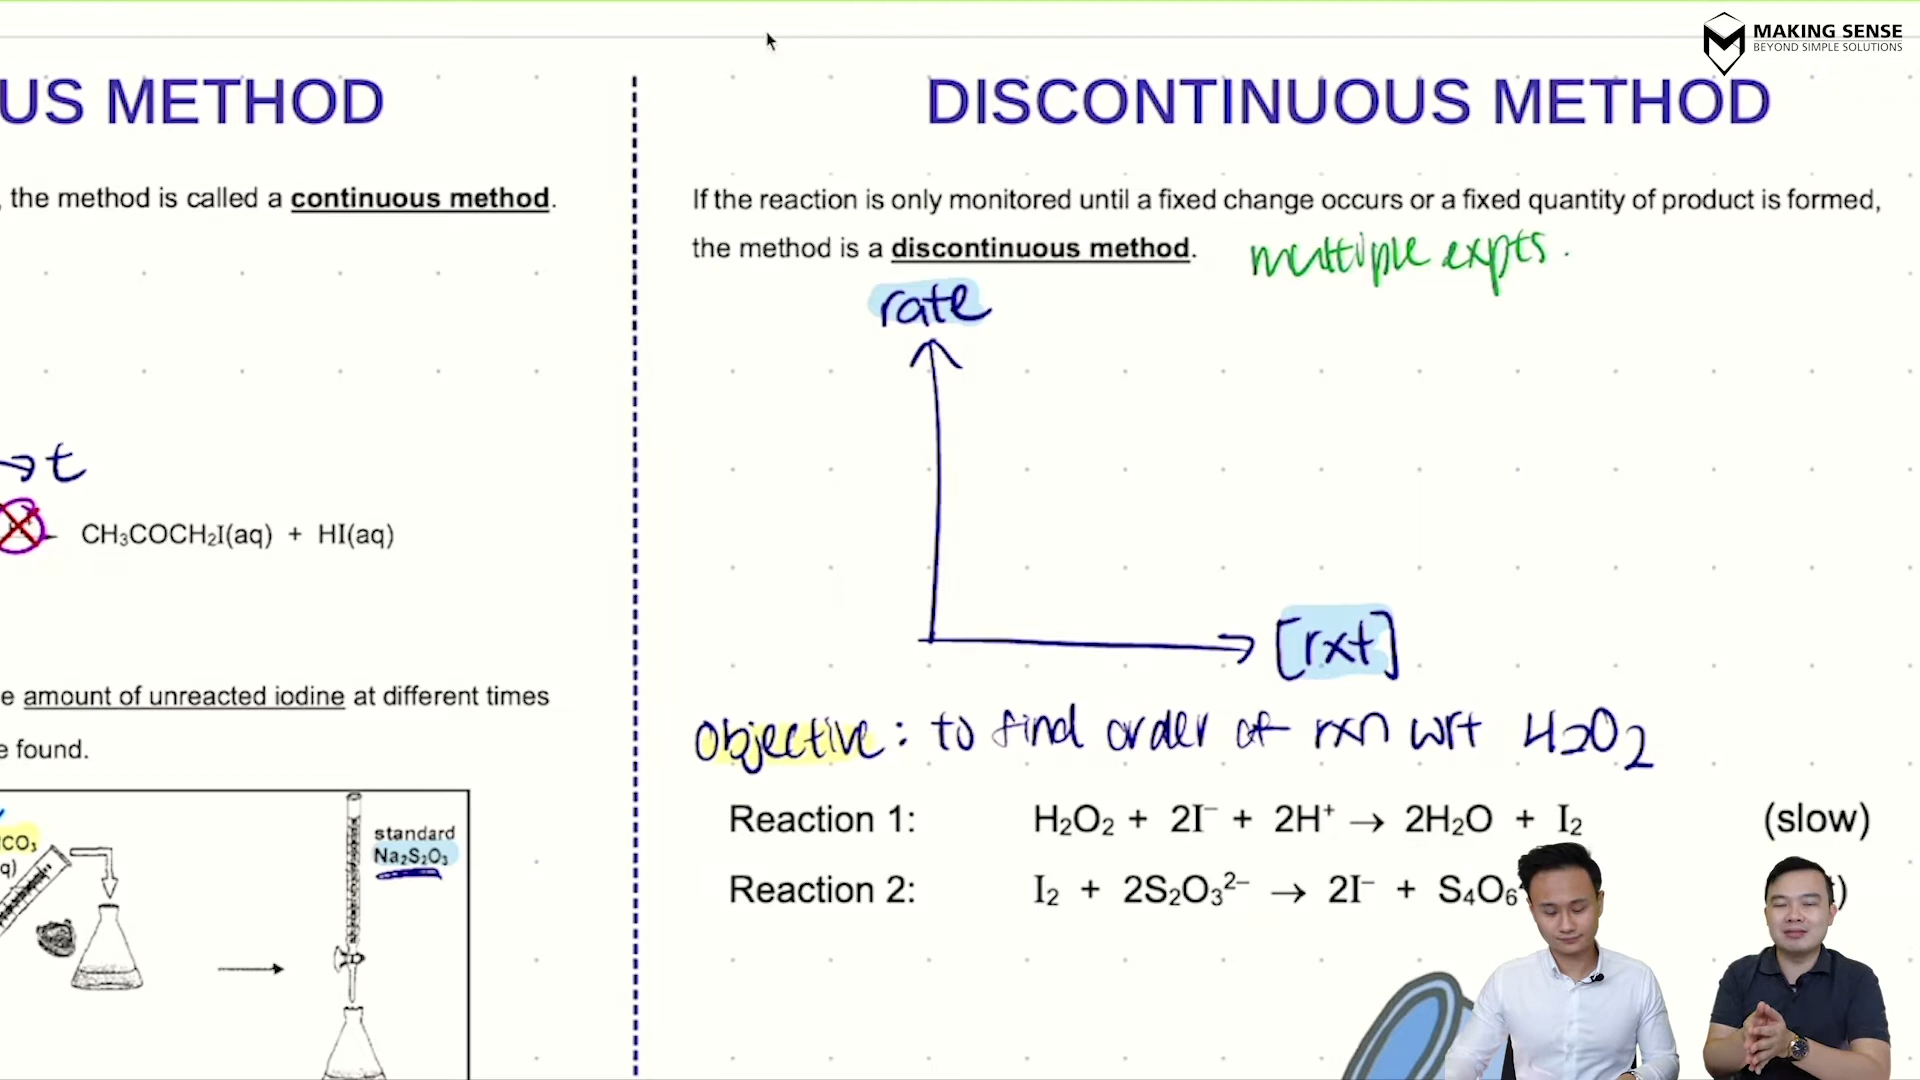 MAKING SENSE
BEYOND SIMPLE SOLUTIONS
US METHOD
, the method is called a continuous method.
t
CH₃COCH₂I(aq) + HI(aq)
e amount of unreacted iodine at different times
e found.
CO₃
q)
standard
Na₂S₂O₃
DISCONTINUOUS METHOD
If the reaction is only monitored until a fixed change occurs or a fixed quantity of product is formed,
the method is a discontinuous method. multiple expts.
rate
[rxt]
Objective: to find order of rxn wrt H2O2
Reaction 1: H₂O₂ + 2I⁻ + 2H⁺ → 2H₂O + I₂ (slow)
Reaction 2: I₂ + 2S₂O₃²⁻ → 2I⁻ + S₄O₆ )